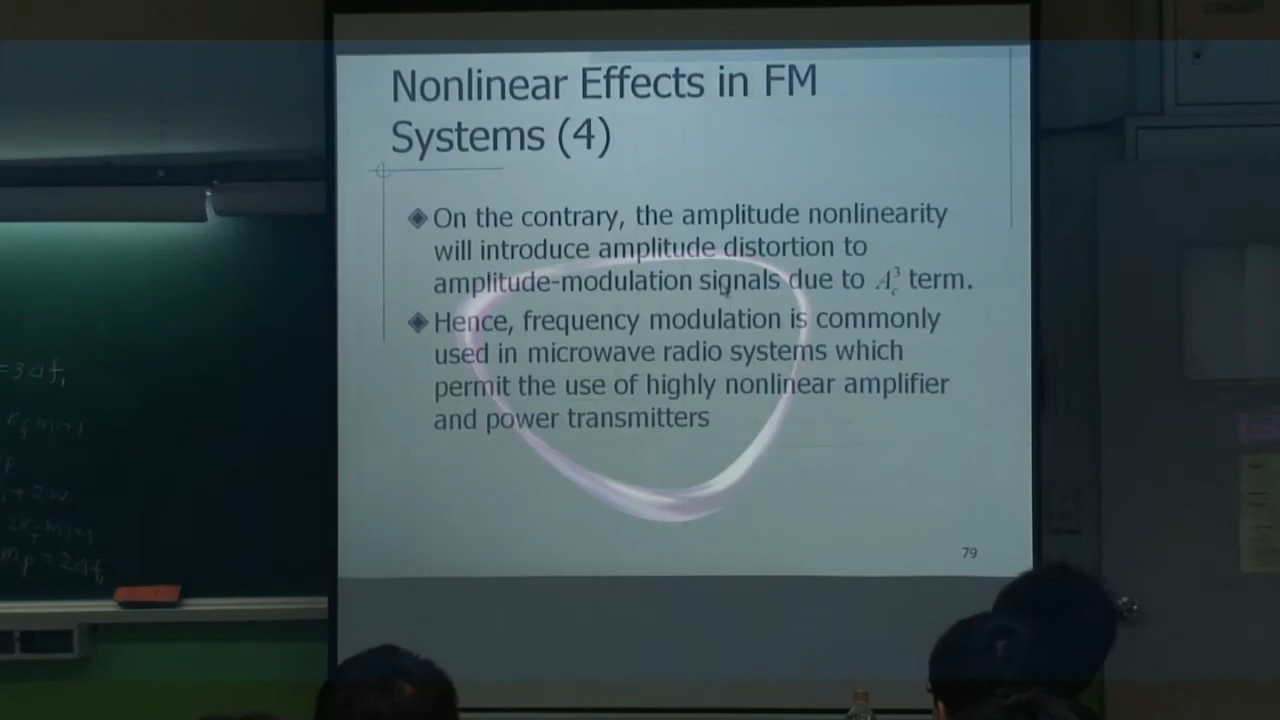 Nonlinear Effects in FM
Systems (4)
On the contrary, the amplitude nonlinearity
will introduce amplitude distortion to
amplitude-modulation signals due to A_c^3 term.
Hence, frequency modulation is commonly
used in microwave radio systems which
permit the use of highly nonlinear amplifier
and power transmitters
79
=3Δf₁